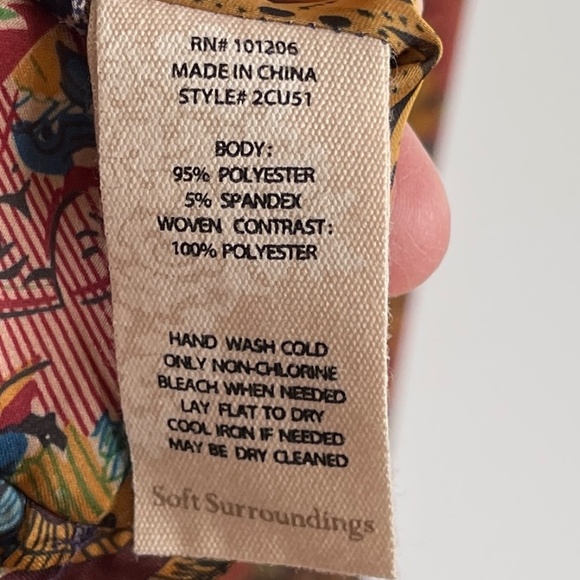 RN# 101206
MADE IN CHINA
STYLE# 2CU51
BODY:
95% POLYESTER
5% SPANDEX
WOVEN CONTRAST:
100% POLYESTER
HAND WASH COLD
ONLY NON-CHLORINE
BLEACH WHEN NEEDED
LAY FLAT TO DRY
COOL IRON IF NEEDED
MAY BE DRY CLEANED
Soft Surroundings